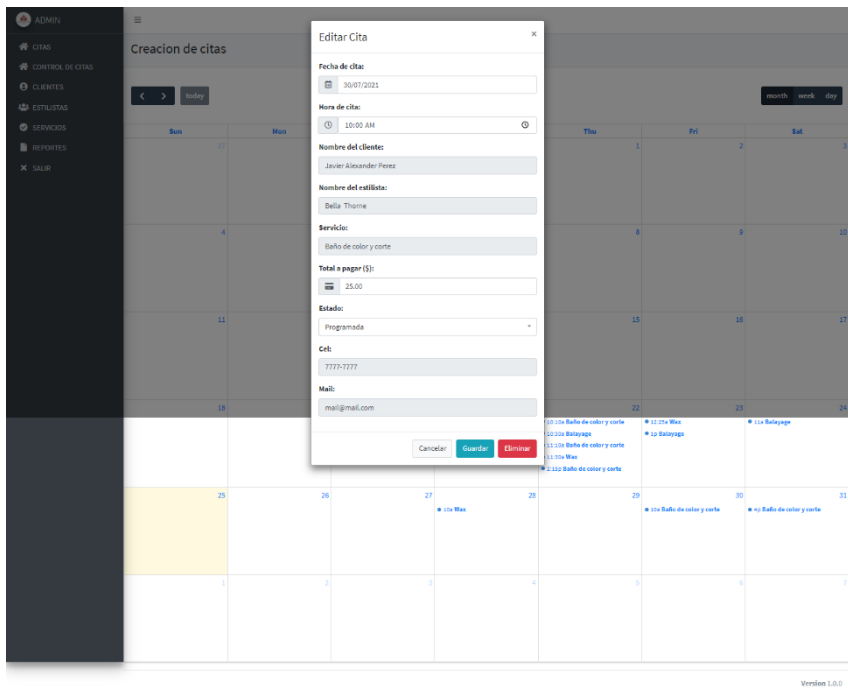 ADMIN
CITAS
CONTROL DE CITAS
CLIENTES
ESTILISTAS
SERVICIOS
REPORTES
SALIR
Creacion de citas
today
month week day
Sun Mon Thu Fri Sat
27 1 2 3
4 8 9 10
11 15 16 17
18 22 23 24
10:10a Baño de color y corte
10:30a Balayage
11:10a Baño de color y corte
11:30a Wax
2:15p Baño de color y corte
12:25a Wax
1p Balayage
11a Balayage
25 26 27 28 29 30 31
10a Wax
10a Baño de color y corte
4p Baño de color y corte
1 2 3 4 5 6 7
Editar Cita ×
Fecha de cita:
30/07/2021
Hora de cita:
10:00 AM
Nombre del cliente:
Javier Alexander Perez
Nombre del estilista:
Bella Thorne
Servicio:
Baño de color y corte
Total a pagar ($):
25.00
Estado:
Programada
Cel:
7777-7777
Mail:
mail@mail.com
Cancelar Guardar Eliminar
Version 1.0.0